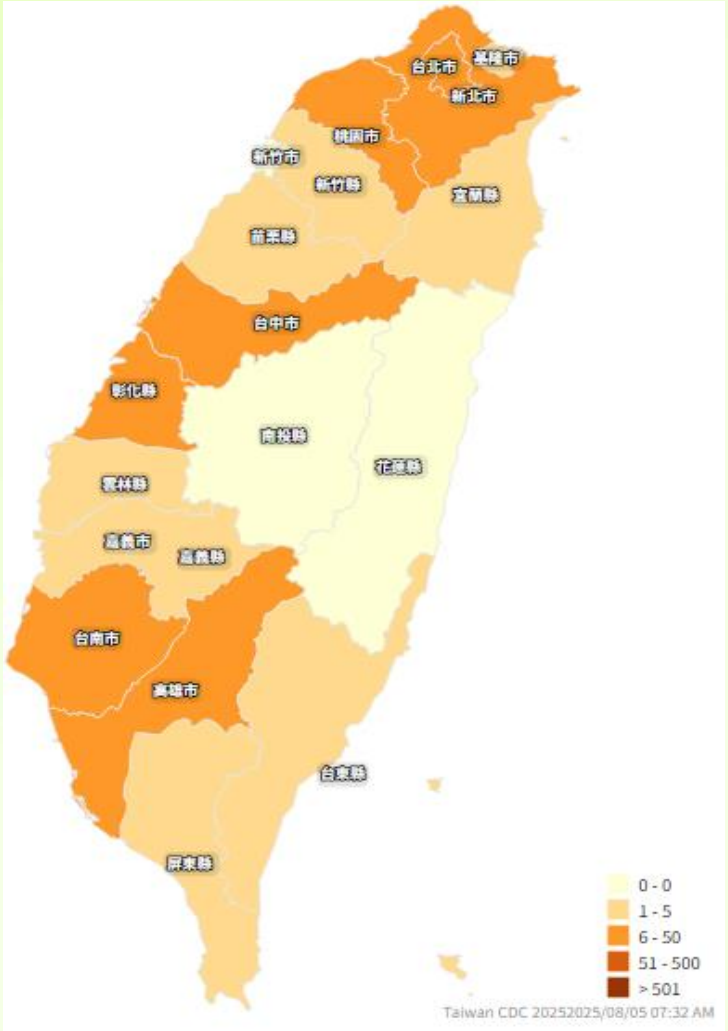 基隆市
台北市
新北市
桃園市
新竹市
新竹縣
宜蘭縣
苗栗縣
台中市
彰化縣
南投縣
花蓮縣
雲林縣
嘉義市
嘉義縣
台南市
高雄市
台東縣
屏東縣
0 - 0
1 - 5
6 - 50
51 - 500
> 501
Taiwan CDC 20252025/08/05 07:32 AM